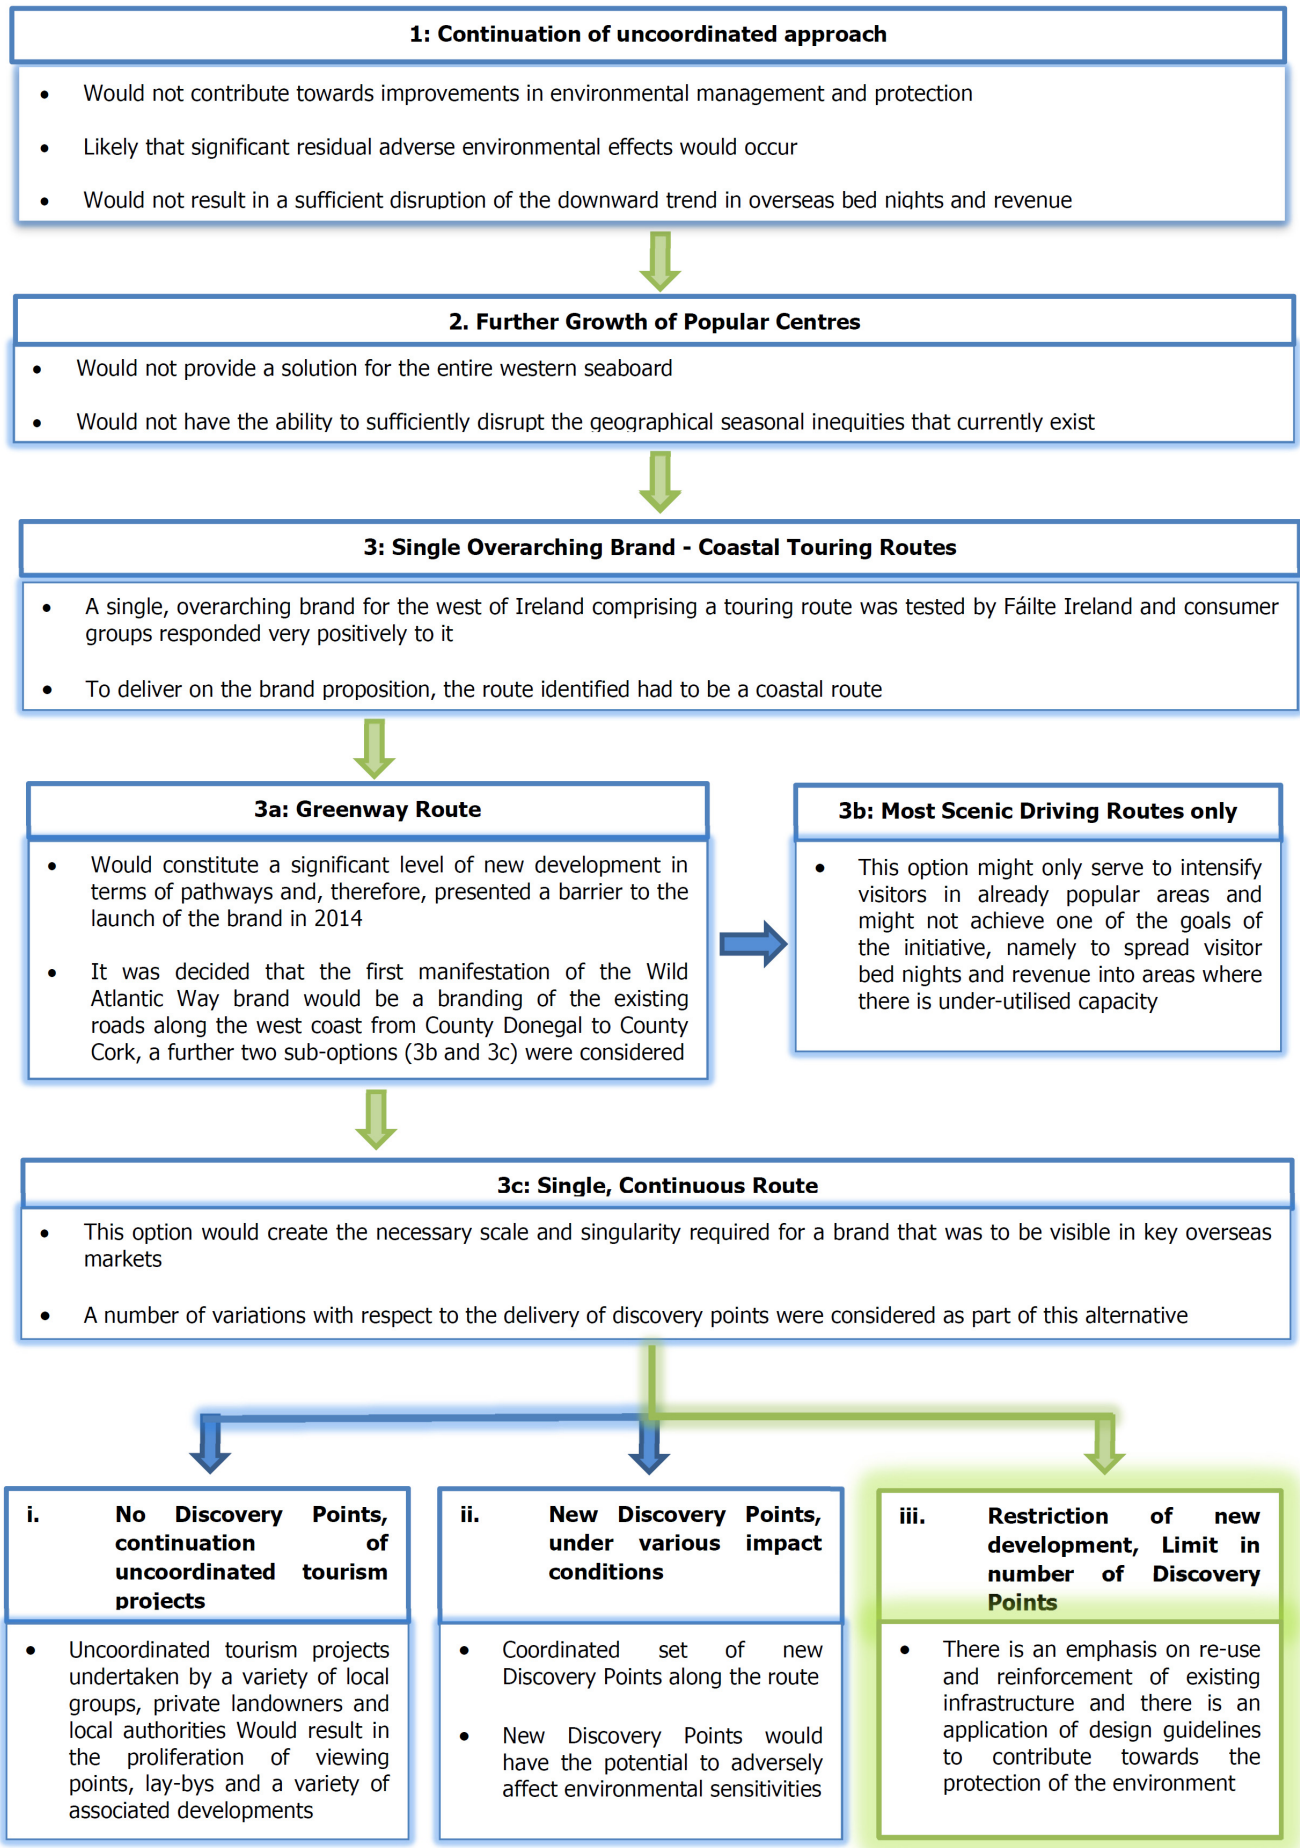 1: Continuation of uncoordinated approach
• Would not contribute towards improvements in environmental management and protection
• Likely that significant residual adverse environmental effects would occur
• Would not result in a sufficient disruption of the downward trend in overseas bed nights and revenue
2. Further Growth of Popular Centres
• Would not provide a solution for the entire western seaboard
• Would not have the ability to sufficiently disrupt the geographical seasonal inequities that currently exist
3: Single Overarching Brand - Coastal Touring Routes
• A single, overarching brand for the west of Ireland comprising a touring route was tested by Fáilte Ireland and consumer
groups responded very positively to it
• To deliver on the brand proposition, the route identified had to be a coastal route
3a: Greenway Route
• Would constitute a significant level of new development in
terms of pathways and, therefore, presented a barrier to the
launch of the brand in 2014
• It was decided that the first manifestation of the Wild
Atlantic Way brand would be a branding of the existing
roads along the west coast from County Donegal to County
Cork, a further two sub-options (3b and 3c) were considered
3b: Most Scenic Driving Routes only
• This option might only serve to intensify
visitors in already popular areas and
might not achieve one of the goals of
the initiative, namely to spread visitor
bed nights and revenue into areas where
there is under-utilised capacity
3c: Single, Continuous Route
• This option would create the necessary scale and singularity required for a brand that was to be visible in key overseas
markets
• A number of variations with respect to the delivery of discovery points were considered as part of this alternative
i. No Discovery Points,
continuation of
uncoordinated tourism
projects
• Uncoordinated tourism projects
undertaken by a variety of local
groups, private landowners and
local authorities Would result in
the proliferation of viewing
points, lay-bys and a variety of
associated developments
ii. New Discovery Points,
under various impact
conditions
• Coordinated set of new
Discovery Points along the route
• New Discovery Points would
have the potential to adversely
affect environmental sensitivities
iii. Restriction of new
development, Limit in
number of Discovery
Points
• There is an emphasis on re-use
and reinforcement of existing
infrastructure and there is an
application of design guidelines
to contribute towards the
protection of the environment